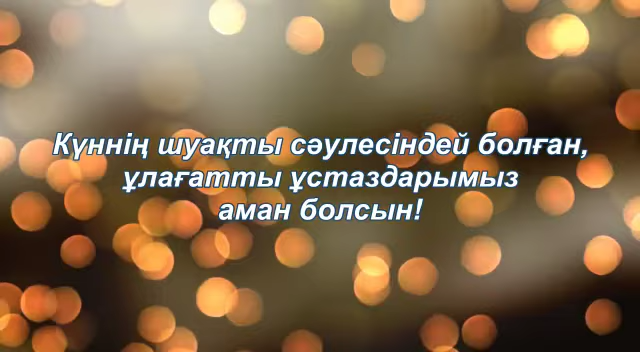 Күннің шуақты сәулесіндей болған,
ұлағатты ұстаздарымыз
аман болсын!